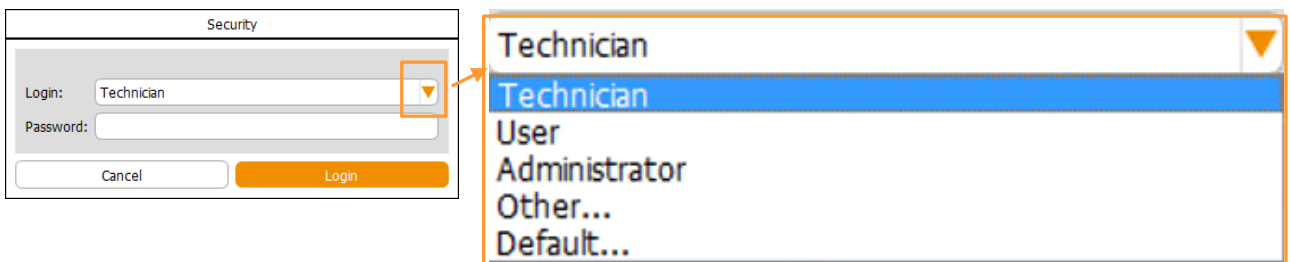 Security
Login: Technician
Password:
Cancel Login
Technician
Technician
User
Administrator
Other...
Default...